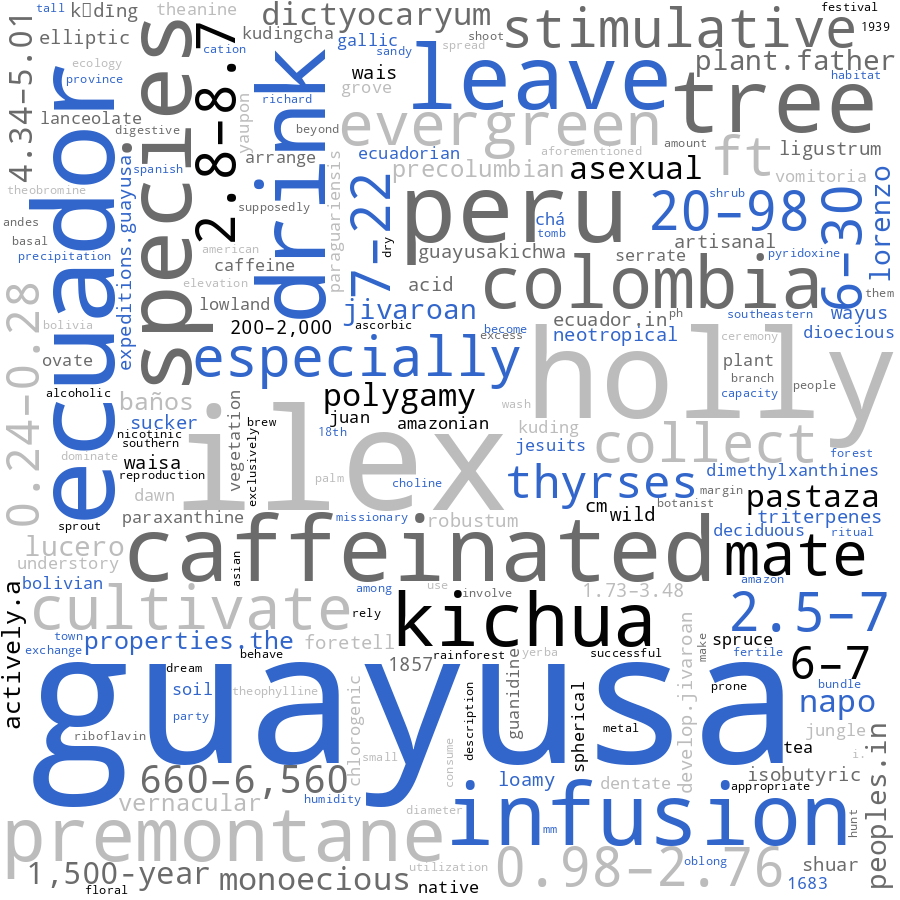 tall
kudīng
theanine
dictyocaryum
stimulative
festival
1939
4.34–5.01
elliptic
species
2.8–8.7
cation
kudingcha
gallic
sandy
spread
shoot
plant.father
ecology
province
ecuador
richard
drink
wais
grove
leave
tree
habitat
lanceolate
digestive
yaupon
beyond
evergreen
aforementioned
amount
ft
ligustrum
expeditions.guayusa
spanish
arrange
ecuadorian
precolumbian
asexual
vomitoria
theobromine
supposedly
paraguariensis
7–22
peru
chá
tomb
20–98
shrub
6–30
lorenzo
andes
basal
precipitation
american
caffeine
elevation
dry
guayusakichwa
artisanal
serrate
pyridoxine
0.24–0.28
lowland
acid
colombia
them
bolivia
200–2,000
jivaroan
ascorbic
become
excess
ecuador.in
ph
southeastern
wayus
neotropical
ceremony
dioecious
ovate
especially
holly
plant
branch
people
capacity
alcoholic
baños
polygamy
wash
sucker
vegetation
brew
juan
amazonian
18th
kuding
nicotinic
southern
ilex
jesuits
collect
forest
dominate
waisa
reproduction
exclusively
palm
choline
thyrses
dimethylxanthines
dawn
cm
margin
pastaza
sprout
paraxanthine
missionary
robustum
wild
botanist
triterpenes
lucero
caffeinated
deciduous
ritual
mate
understory
asian
bolivian
among
use
involve
1.73–3.48
amazon
cultivate
rely
kichua
2.5–7
actively.a
town
exchange
properties.the
behave
foretell
1857
rainforest
guanidine
yerba
successful
develop.jivaroan
make
spruce
fertile
6–7
guayusa
dream
soil
theophylline
party
chlorogenic
description
spherical
prone
bundle
napo
riboflavin
small
consume
metal
tea
jungle
i.
660–6,560
loamy
dentate
isobutyric
appropriate
peoples.in
vernacular
humidity
diameter
infusion
mm
hunt
premontane
1,500-year
monoecious
utilization
native
0.98–2.76
oblong
shuar
1683
floral